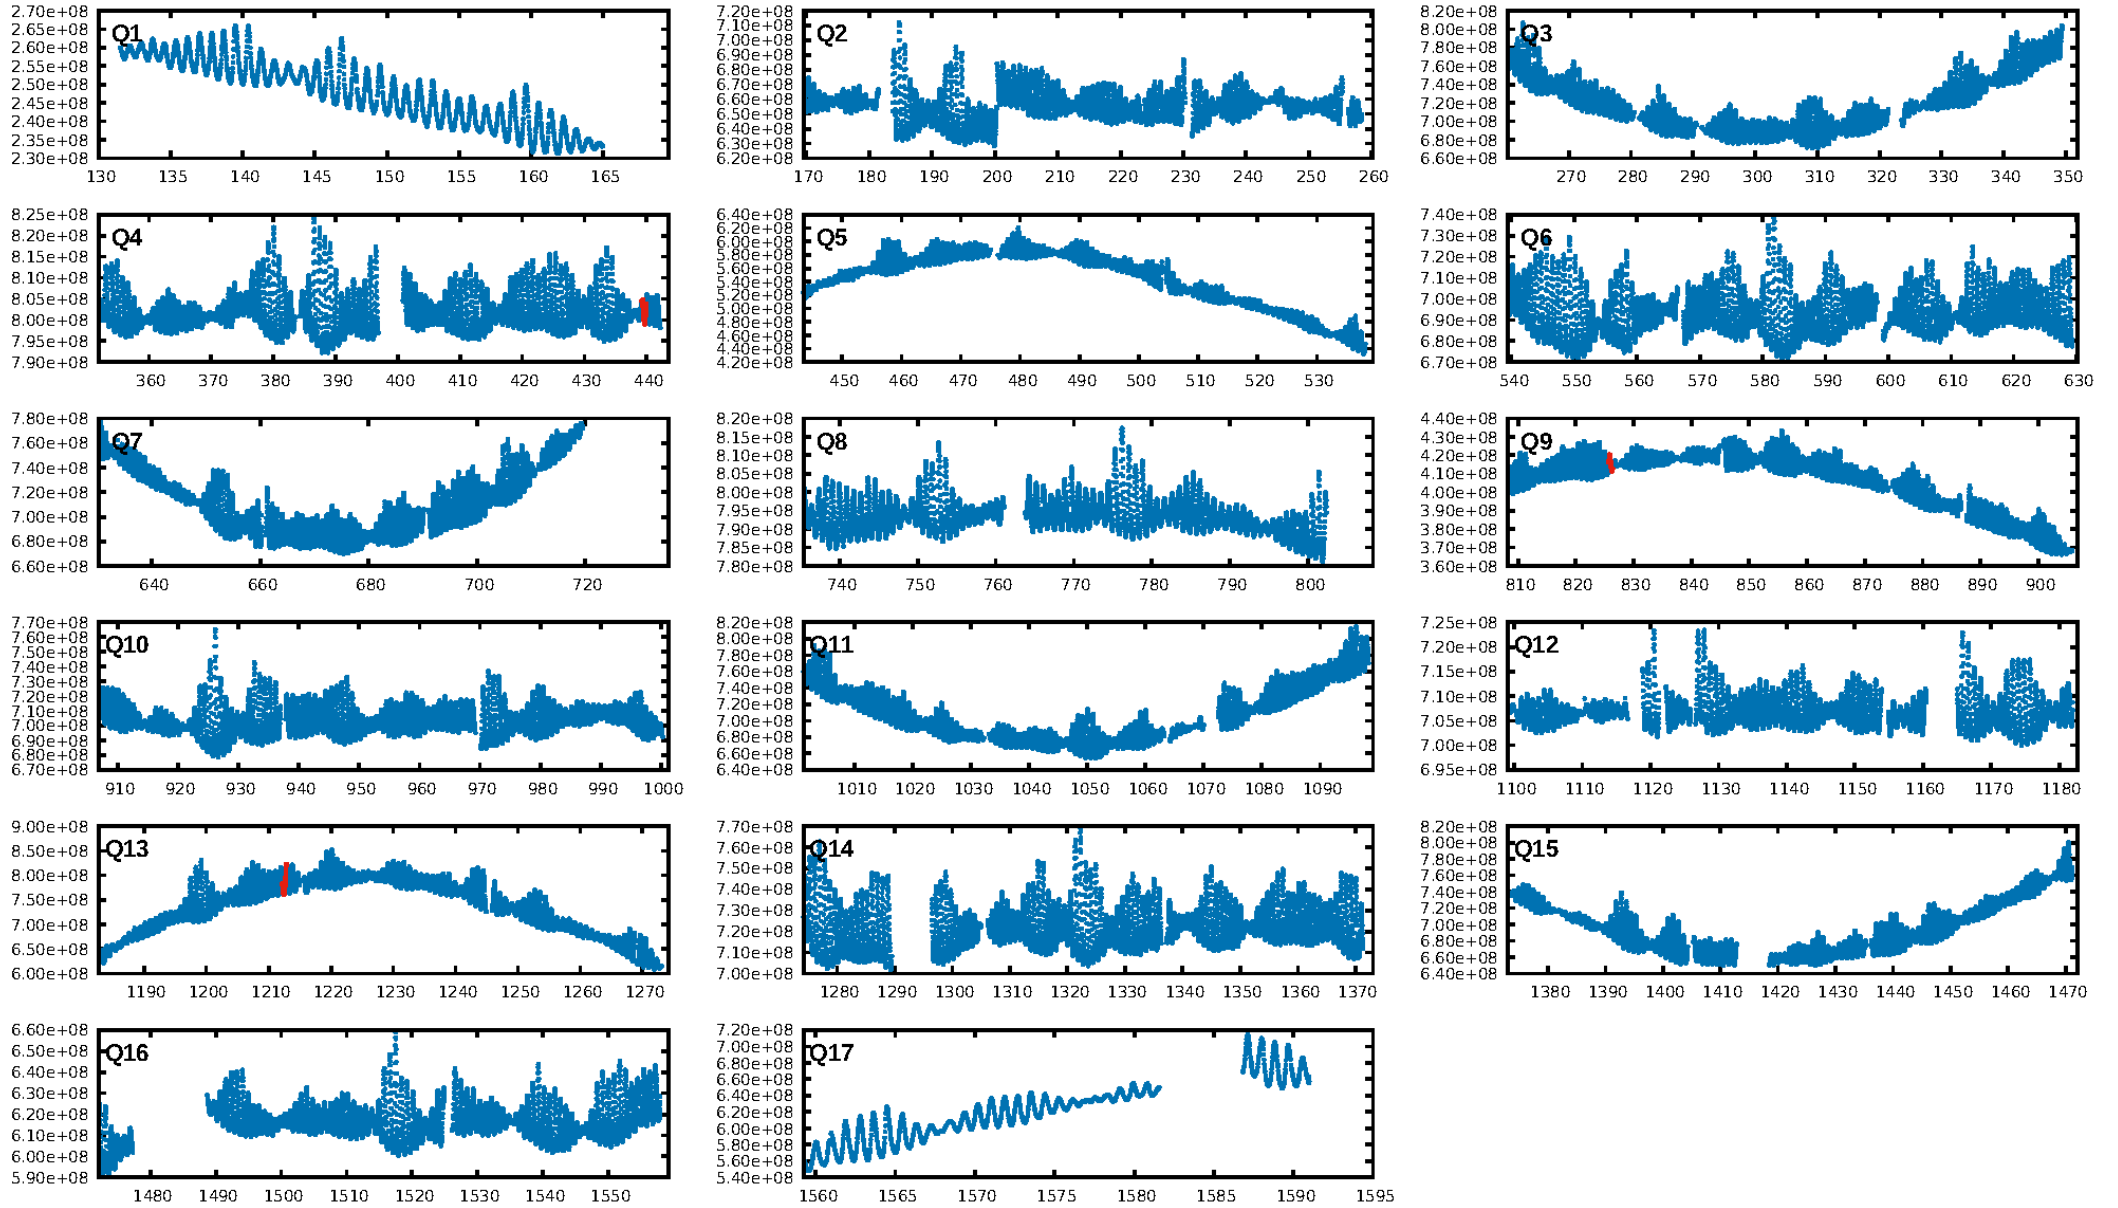 2.70e+08
2.65e+08
2.60e+08
2.55e+08
2.50e+08
2.45e+08
2.40e+08
2.35e+08
2.30e+08
Q1
130 135 140 145 150 155 160 165
7.20e+08
7.10e+08
7.00e+08
6.90e+08
6.80e+08
6.70e+08
6.60e+08
6.50e+08
6.40e+08
6.30e+08
6.20e+08
Q2
170 180 190 200 210 220 230 240 250 260
8.20e+08
8.00e+08
7.80e+08
7.60e+08
7.40e+08
7.20e+08
7.00e+08
6.80e+08
6.60e+08
Q3
270 280 290 300 310 320 330 340 350
8.25e+08
8.20e+08
8.15e+08
8.10e+08
8.05e+08
8.00e+08
7.95e+08
7.90e+08
Q4
360 370 380 390 400 410 420 430 440
6.40e+08
6.20e+08
6.00e+08
5.80e+08
5.60e+08
5.40e+08
5.20e+08
5.00e+08
4.80e+08
4.60e+08
4.40e+08
4.20e+08
Q5
450 460 470 480 490 500 510 520 530
7.40e+08
7.30e+08
7.20e+08
7.10e+08
7.00e+08
6.90e+08
6.80e+08
6.70e+08
Q6
540 550 560 570 580 590 600 610 620 630
7.80e+08
7.60e+08
7.40e+08
7.20e+08
7.00e+08
6.80e+08
6.60e+08
Q7
640 660 680 700 720
8.20e+08
8.15e+08
8.10e+08
8.05e+08
8.00e+08
7.95e+08
7.90e+08
7.85e+08
7.80e+08
Q8
740 750 760 770 780 790 800
4.40e+08
4.30e+08
4.20e+08
4.10e+08
4.00e+08
3.90e+08
3.80e+08
3.70e+08
3.60e+08
Q9
810 820 830 840 850 860 870 880 890 900
7.70e+08
7.60e+08
7.50e+08
7.40e+08
7.30e+08
7.20e+08
7.10e+08
7.00e+08
6.90e+08
6.80e+08
6.70e+08
Q10
910 920 930 940 950 960 970 980 990 1000
8.20e+08
8.00e+08
7.80e+08
7.60e+08
7.40e+08
7.20e+08
7.00e+08
6.80e+08
6.60e+08
6.40e+08
Q11
1010 1020 1030 1040 1050 1060 1070 1080 1090
7.25e+08
7.20e+08
7.15e+08
7.10e+08
7.05e+08
7.00e+08
6.95e+08
Q12
1100 1110 1120 1130 1140 1150 1160 1170 1180
9.00e+08
8.50e+08
8.00e+08
7.50e+08
7.00e+08
6.50e+08
6.00e+08
Q13
1190 1200 1210 1220 1230 1240 1250 1260 1270
7.70e+08
7.60e+08
7.50e+08
7.40e+08
7.30e+08
7.20e+08
7.10e+08
7.00e+08
Q14
1280 1290 1300 1310 1320 1330 1340 1350 1360 1370
8.20e+08
8.00e+08
7.80e+08
7.60e+08
7.40e+08
7.20e+08
7.00e+08
6.80e+08
6.60e+08
6.40e+08
Q15
1380 1390 1400 1410 1420 1430 1440 1450 1460 1470
6.60e+08
6.50e+08
6.40e+08
6.30e+08
6.20e+08
6.10e+08
6.00e+08
5.90e+08
Q16
1480 1490 1500 1510 1520 1530 1540 1550
7.20e+08
7.00e+08
6.80e+08
6.60e+08
6.40e+08
6.20e+08
6.00e+08
5.80e+08
5.60e+08
5.40e+08
Q17
1560 1565 1570 1575 1580 1585 1590 1595